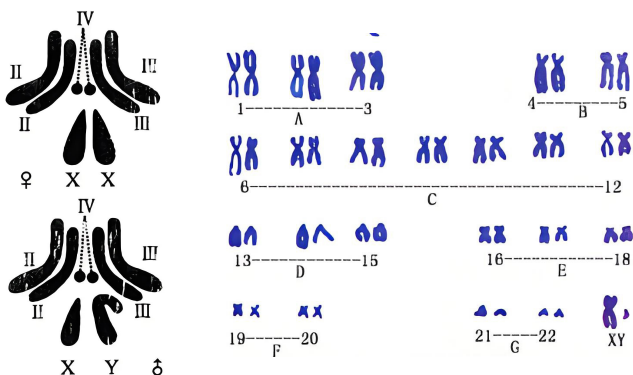 IV
II III
II III
♀ X X
IV
II III
II III
X Y ♂
1 3
A
4 5
B
6 12
C
13 15
D
16 18
E
19 20
F
21 22
G
XY